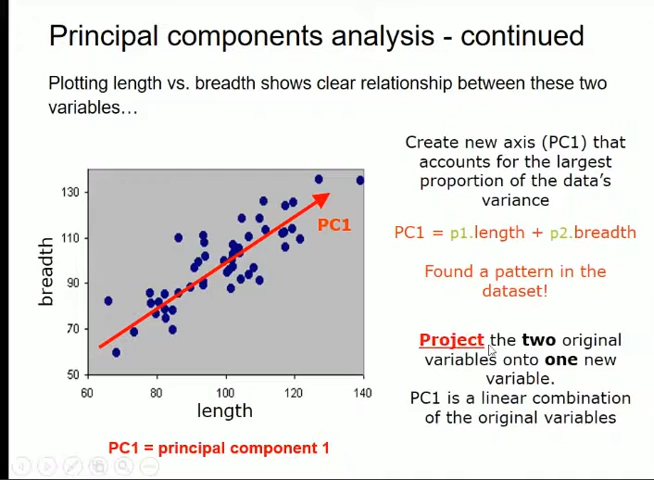 Principal components analysis - continued
Plotting length vs. breadth shows clear relationship between these two
variables…
Create new axis (PC1) that
accounts for the largest
proportion of the data's
variance
PC1 = p1.length + p2.breadth
Found a pattern in the
dataset!
Project the two original
variables onto one new
variable.
PC1 is a linear combination
of the original variables
130
110
90
70
50
breadth
PC1
60
80
100
120
140
length
PC1 = principal component 1